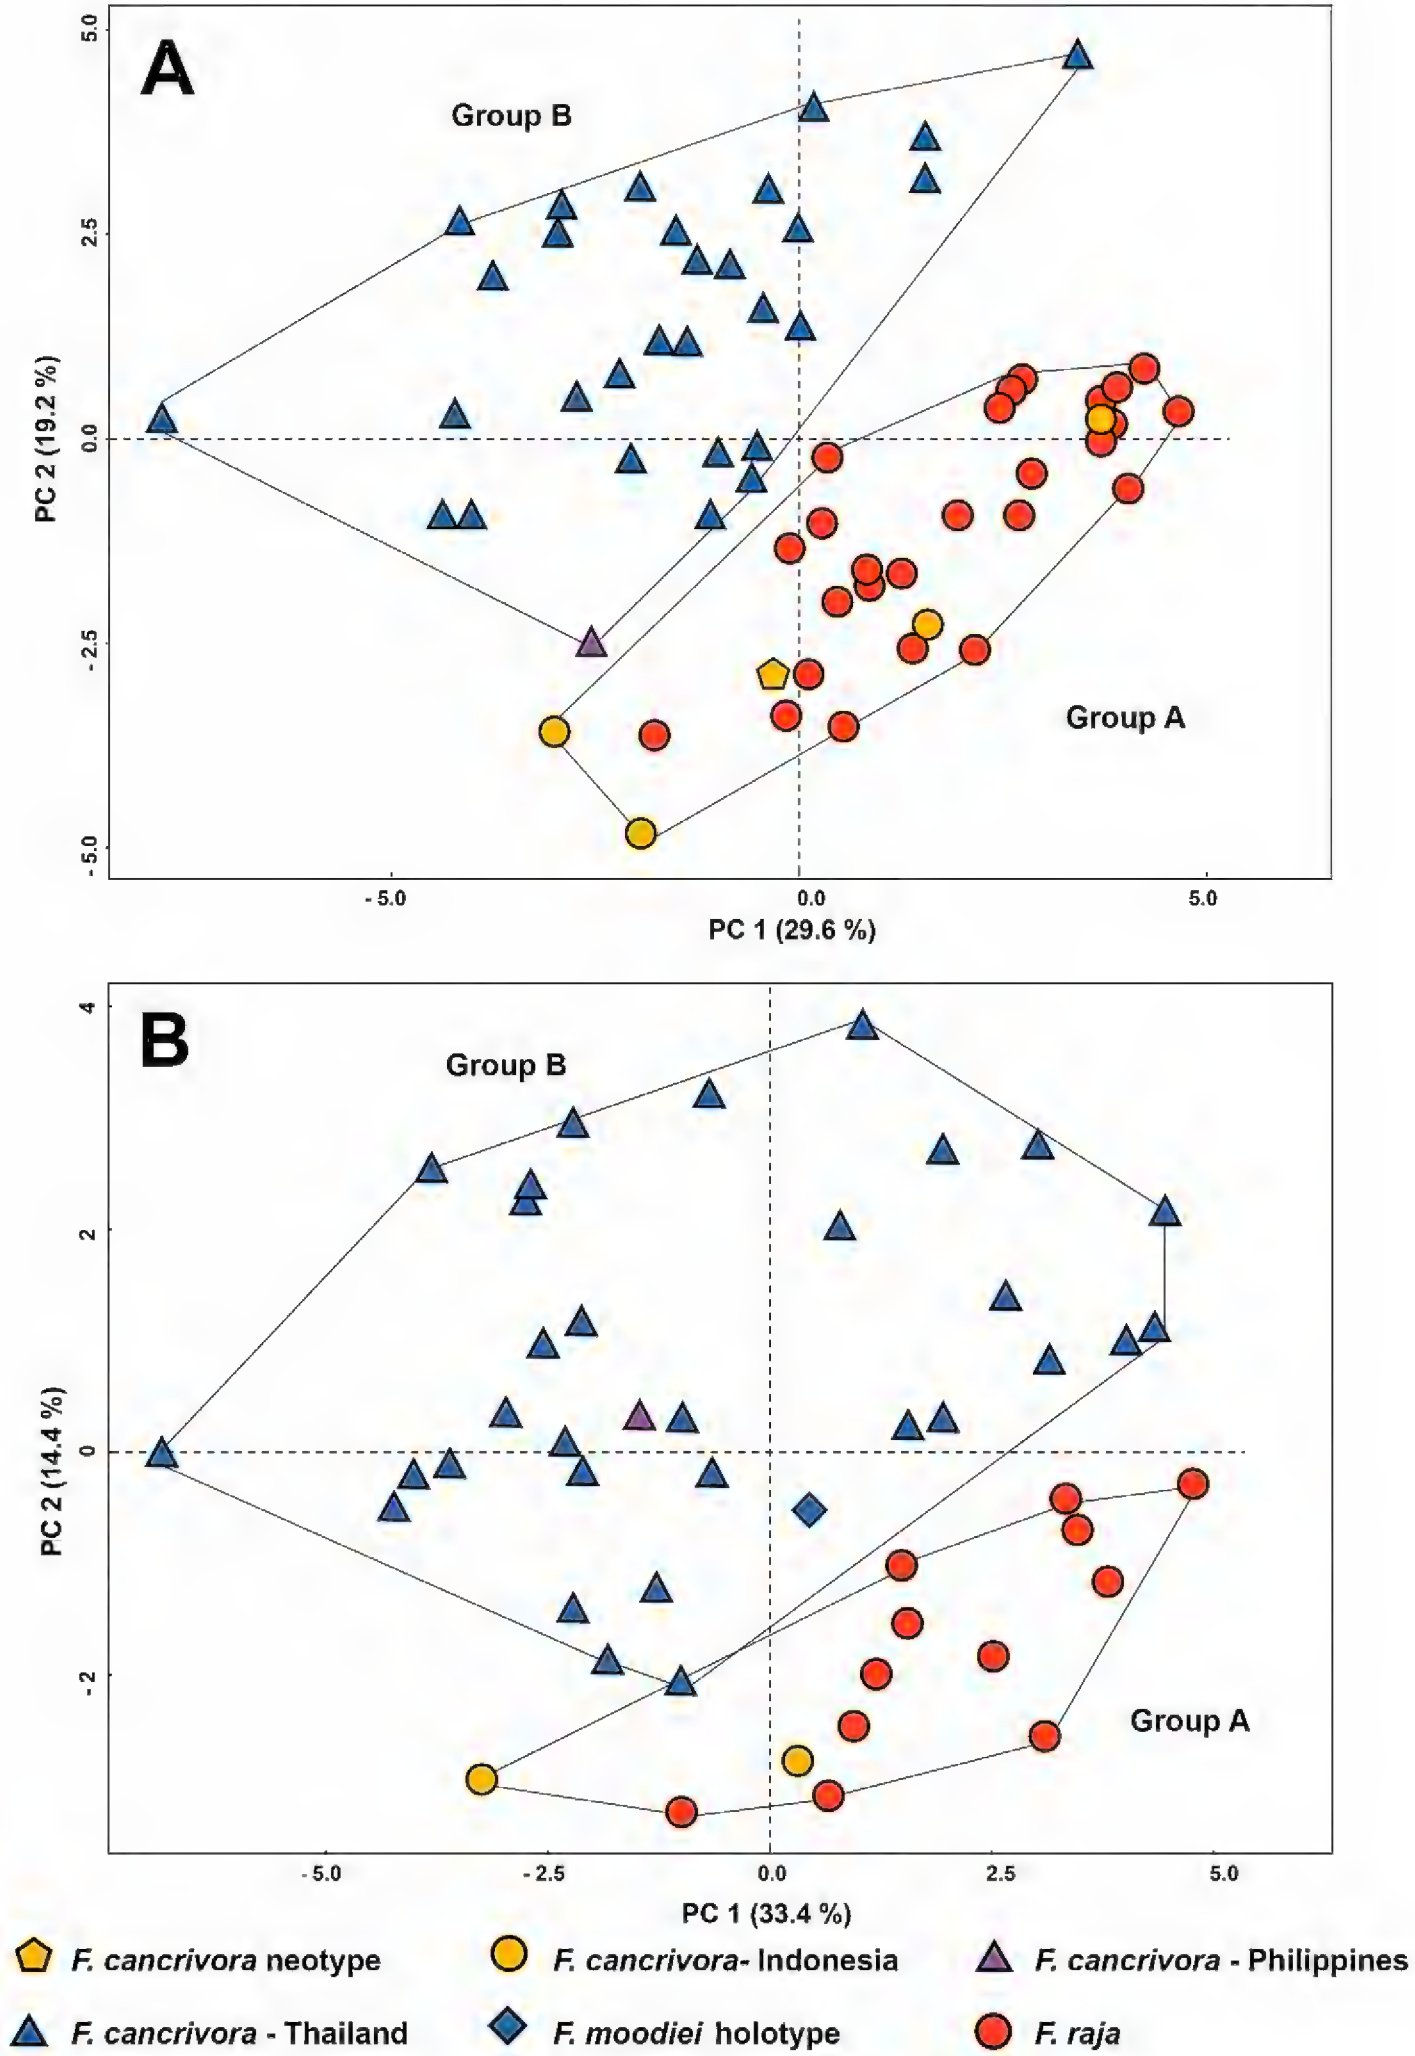 A
Group B
Group A
5.0
2.5
0.0
- 2.5
- 5.0
PC 2 (19.2 %)
- 5.0
0.0
5.0
PC 1 (29.6 %)
B
Group B
Group A
4
2
0
- 2
PC 2 (14.4 %)
- 5.0
- 2.5
0.0
2.5
5.0
PC 1 (33.4 %)
F. cancrivora neotype
F. cancrivora- Indonesia
F. cancrivora - Philippines
F. cancrivora - Thailand
F. moodiei holotype
F. raja